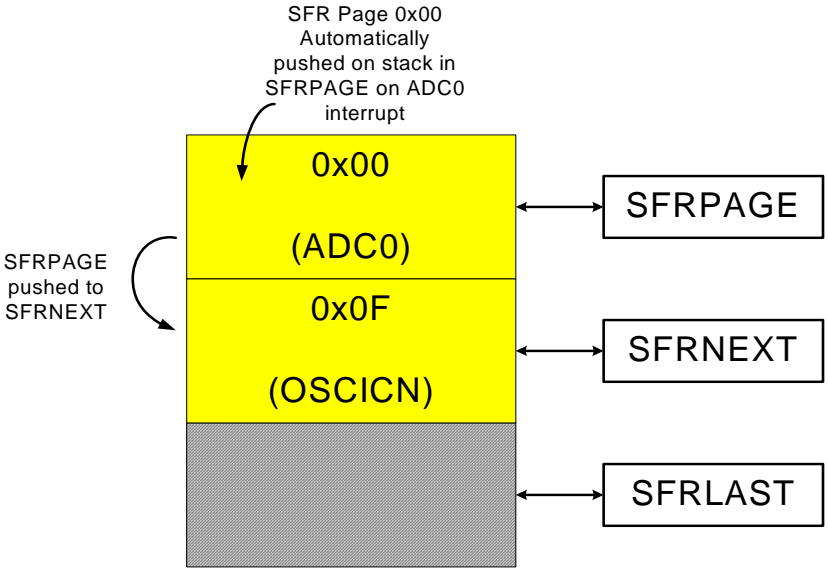 SFR Page 0x00
Automatically
pushed on stack in
SFRPAGE on ADC0
interrupt
0x00
(ADC0)
SFRPAGE
SFRPAGE
pushed to
SFRNEXT
0x0F
(OSCICN)
SFRNEXT
SFRLAST